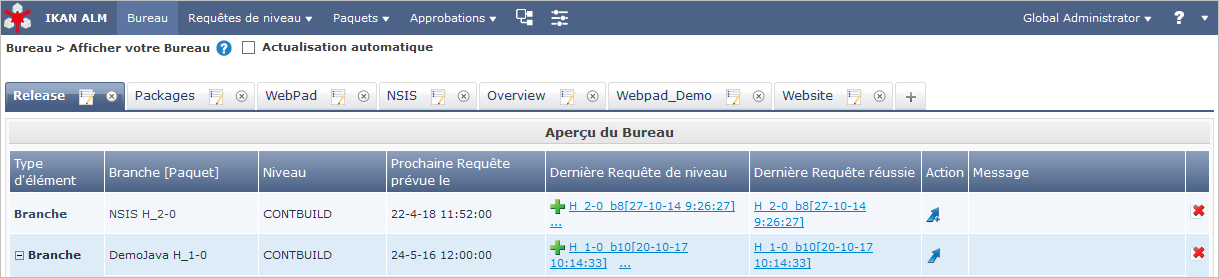 IKAN ALM Bureau Requêtes de niveau Paquets Approbations Global Administrator ?
Bureau > Afficher votre Bureau ? Actualisation automatique
Release Packages WebPad NSIS Overview Webpad_Demo Website +
Aperçu du Bureau
Type d'élément
Branche [Paquet]
Niveau
Prochaine Requête prévue le
Dernière Requête de niveau
Dernière Requête réussie
Action
Message
Branche
NSIS H_2-0
CONTBUILD
22-4-18 11:52:00
H_2-0_b8[27-10-14 9:26:27]
...
H_2-0_b8[27-10-14
9:26:27]
Branche
DemoJava H_1-0
CONTBUILD
24-5-16 12:00:00
H_1-0_b10[20-10-17
10:14:33] ...
H_1-0_b10[20-10-17
10:14:33]